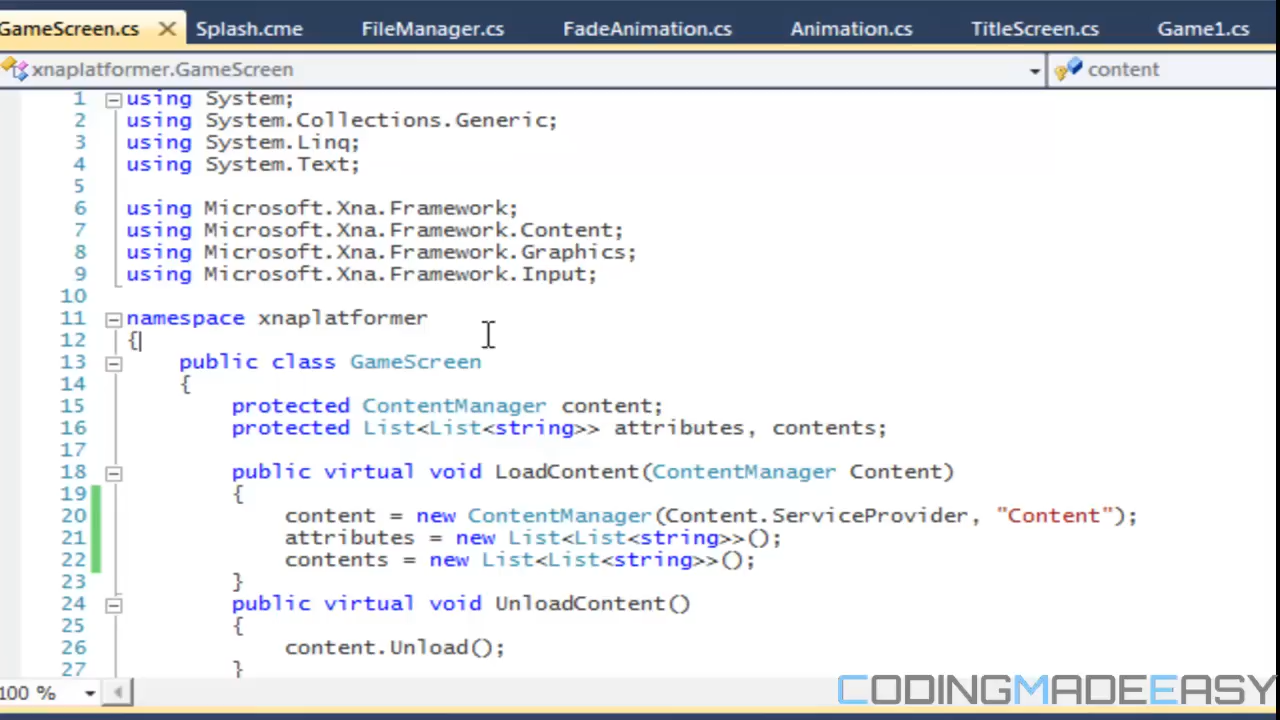 GameScreen.cs Splash.cme FileManager.cs FadeAnimation.cs Animation.cs TitleScreen.cs Game1.cs
xnaplatformer.GameScreen content
1 using System;
2 using System.Collections.Generic;
3 using System.Linq;
4 using System.Text;
5
6 using Microsoft.Xna.Framework;
7 using Microsoft.Xna.Framework.Content;
8 using Microsoft.Xna.Framework.Graphics;
9 using Microsoft.Xna.Framework.Input;
10
11 namespace xnaplatformer
12 {
13 public class GameScreen
14 {
15 protected ContentManager content;
16 protected List<List<string>> attributes, contents;
17
18 public virtual void LoadContent(ContentManager Content)
19 {
20 content = new ContentManager(Content.ServiceProvider, "Content");
21 attributes = new List<List<string>>();
22 contents = new List<List<string>>();
23 }
24 public virtual void UnloadContent()
25 {
26 content.Unload();
27 }
100 %
CODINGMADEEASY